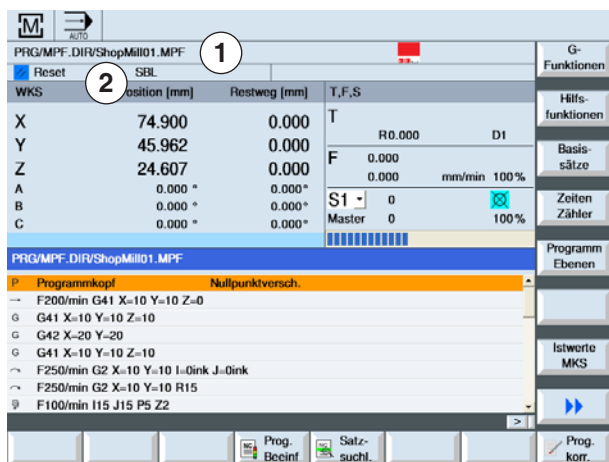 M
AUTO
PRG/MPF.DIR/ShopMill01.MPF
1
G-
Funktionen
Reset SBL
2
WKS Position [mm] Restweg [mm] T,F,S
Hilfs-
funktionen
X 74.900 0.000 T
R0.000 D1
Y 45.962 0.000
Basis-
sätze
F 0.000
Z 24.607 0.000
0.000 mm/min 100%
A 0.000 ° 0.000°
B 0.000 ° 0.000° S1 0
C 0.000 ° 0.000° Master 0 100%
Zeiten
Zähler
Programm
Ebenen
PRG/MPF.DIR/ShopMill01.MPF
P Programmkopf Nullpunktversch.
→ F200/min G41 X=10 Y=10 Z=0
G G41 X=10 Y=10 Z=10
G G42 X=20 Y=20
G G41 X=10 Y=10 Z=10
F250/min G2 X=10 Y=10 I=0ink J=0ink
F250/min G2 X=10 Y=10 R15
F100/min I15 J15 P5 Z2
Istwerte
MKS
>
NC Prog.
Beeinf
NC Satz-
suchl.
Prog.
korr.